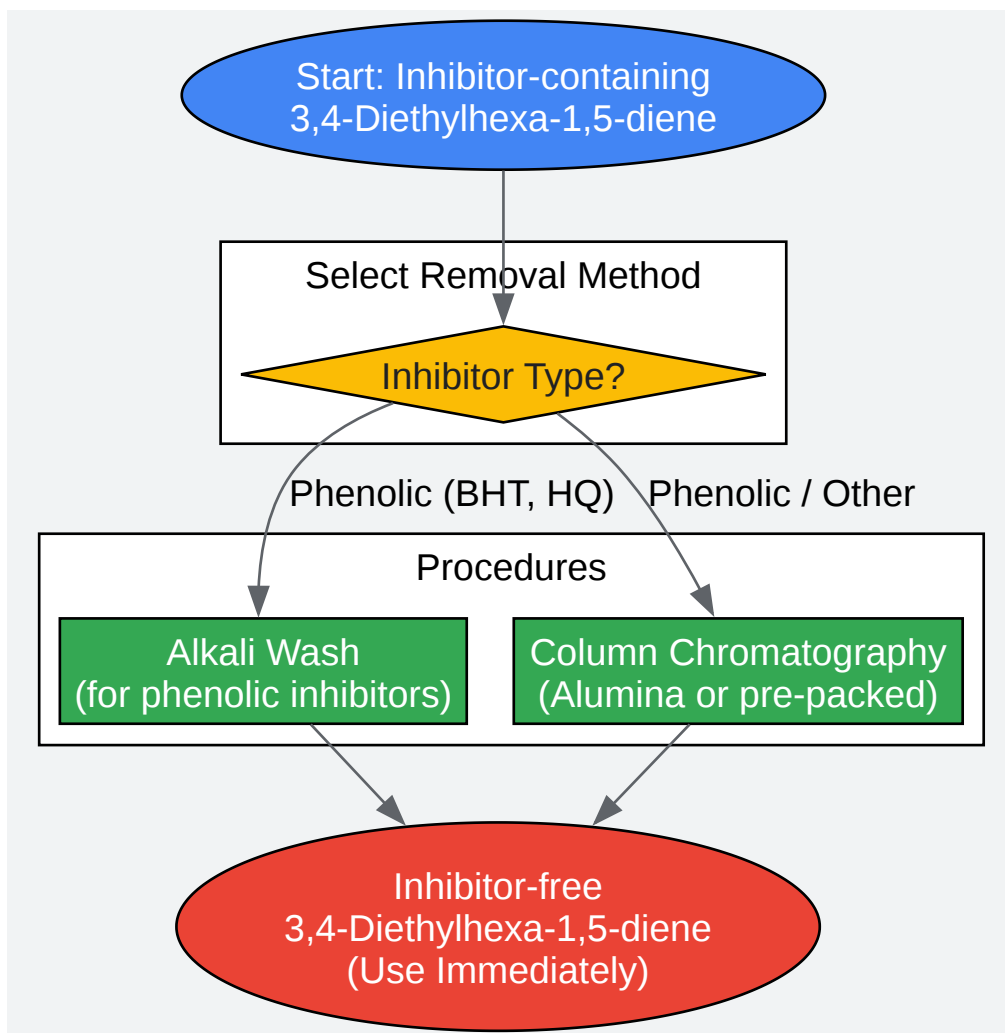 Start: Inhibitor-containing
3,4-Diethylhexa-1,5-diene
Select Removal Method
Inhibitor Type?
Phenolic (BHT, HQ)
Phenolic / Other
Procedures
Alkali Wash
(for phenolic inhibitors)
Column Chromatography
(Alumina or pre-packed)
Inhibitor-free
3,4-Diethylhexa-1,5-diene
(Use Immediately)